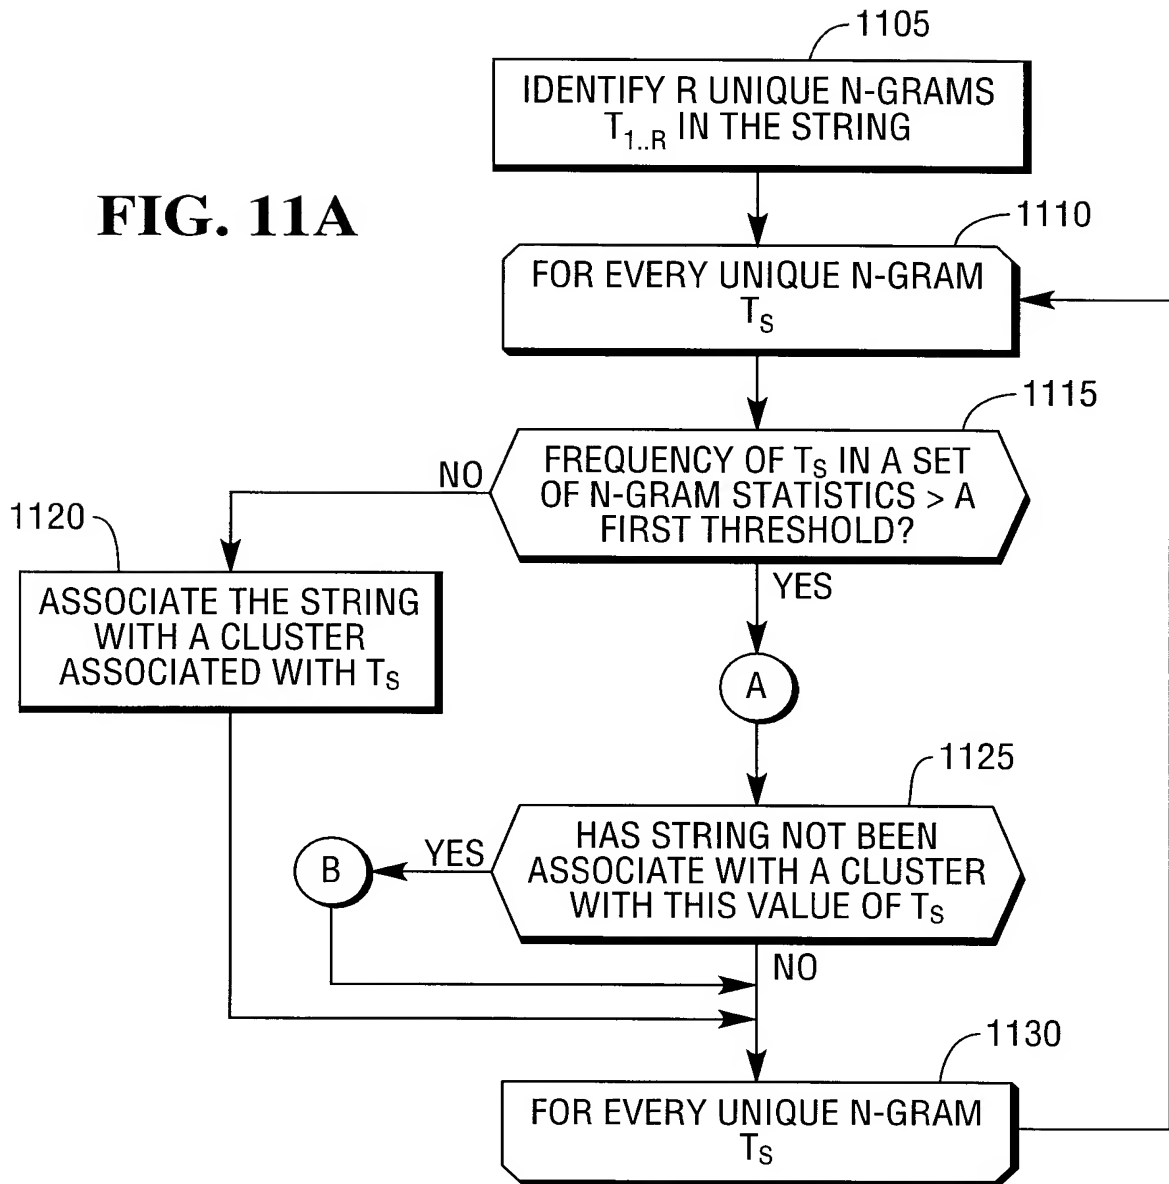 1105
IDENTIFY R UNIQUE N-GRAMS
T1..R IN THE STRING
FIG. 11A
1110
FOR EVERY UNIQUE N-GRAM
TS
1115
FREQUENCY OF TS IN A SET
OF N-GRAM STATISTICS > A
FIRST THRESHOLD?
NO
YES
1120
ASSOCIATE THE STRING
WITH A CLUSTER
ASSOCIATED WITH TS
A
1125
HAS STRING NOT BEEN
ASSOCIATE WITH A CLUSTER
WITH THIS VALUE OF TS
YES
B
NO
1130
FOR EVERY UNIQUE N-GRAM
TS